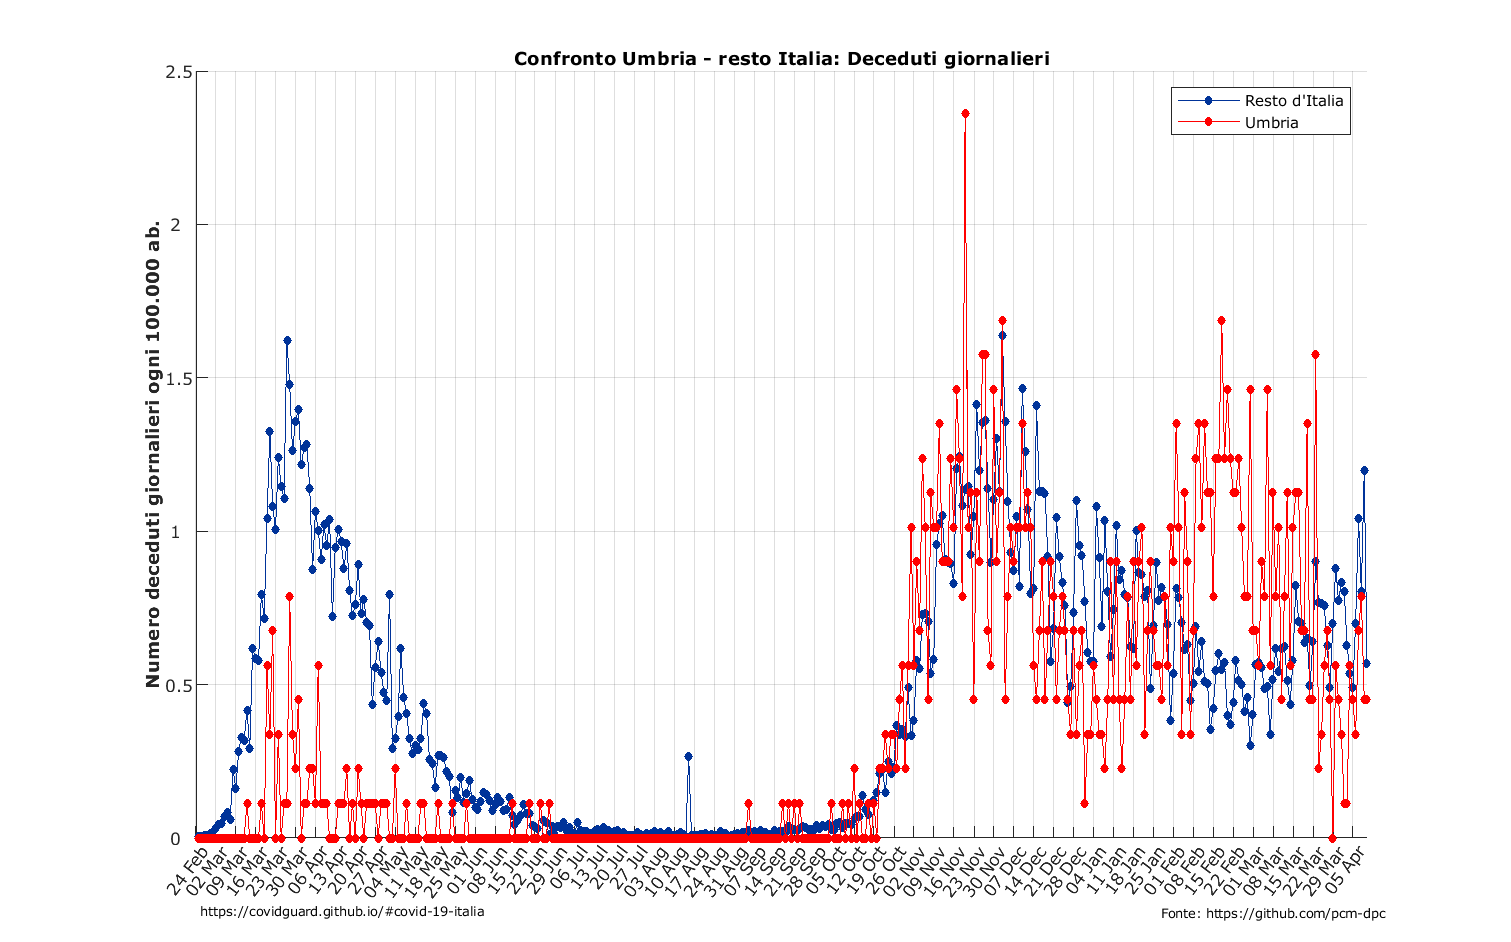 Confronto Umbria - resto Italia: Deceduti giornalieri
Numero deceduti giornalieri ogni 100.000 ab.
2.5
2
1.5
1
0.5
0
Resto d'Italia
Umbria
24 Feb
02 Mar
09 Mar
16 Mar
23 Mar
30 Mar
06 Apr
13 Apr
20 Apr
27 Apr
04 May
11 May
18 May
25 May
01 Jun
08 Jun
15 Jun
22 Jun
29 Jun
06 Jul
13 Jul
20 Jul
27 Jul
03 Aug
10 Aug
17 Aug
24 Aug
31 Aug
07 Sep
14 Sep
21 Sep
28 Sep
05 Oct
12 Oct
19 Oct
26 Oct
02 Nov
09 Nov
16 Nov
23 Nov
30 Nov
07 Dec
14 Dec
21 Dec
28 Dec
04 Jan
11 Jan
18 Jan
25 Jan
01 Feb
08 Feb
15 Feb
22 Feb
01 Mar
08 Mar
15 Mar
22 Mar
29 Mar
05 Apr
https://covidguard.github.io/#covid-19-italia
Fonte: https://github.com/pcm-dpc